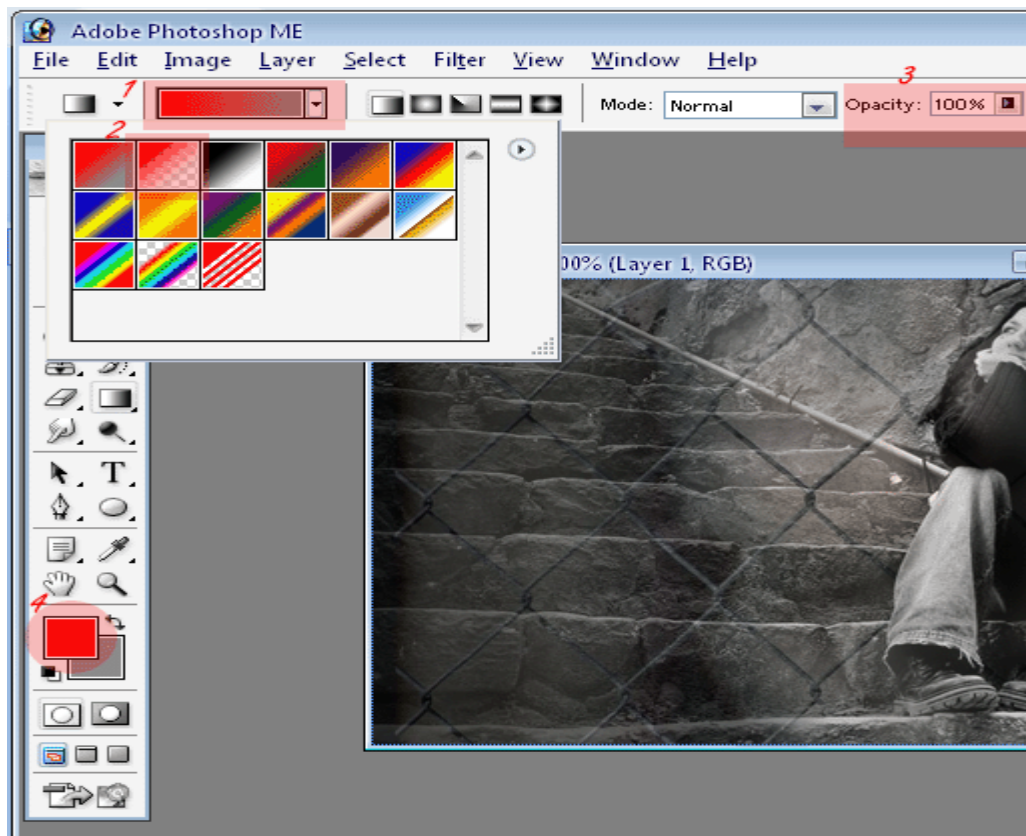 Adobe Photoshop ME
File Edit Image Layer Select Filter View Window Help
1
3
Mode: Normal
Opacity: 100%
2
00% (Layer 1, RGB)
T
4